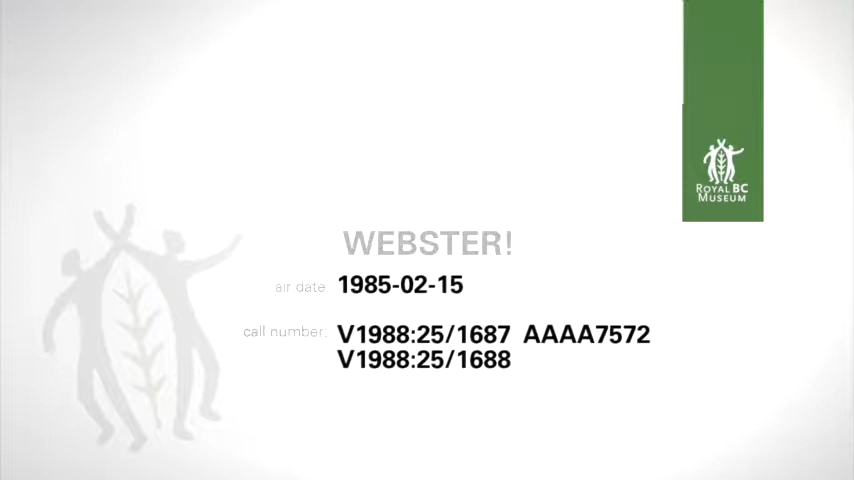 ROYAL BC
MUSEUM
WEBSTER!
air date: 1985-02-15
call number: V1988:25/1687 AAAA7572
V1988:25/1688